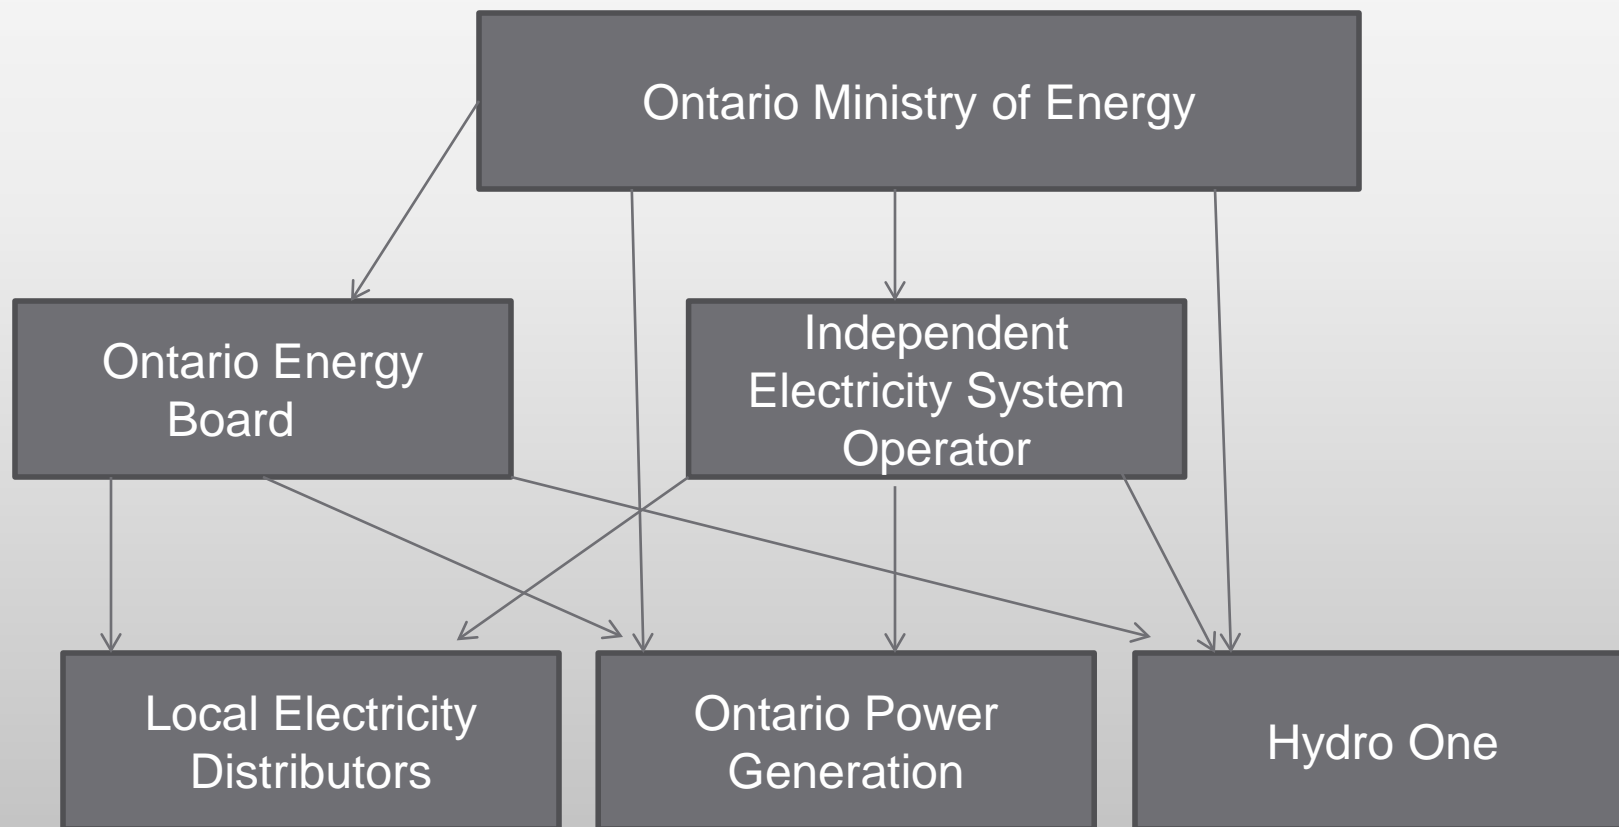 Ontario Ministry of Energy
Ontario Energy
Board
Independent
Electricity System
Operator
Local Electricity
Distributors
Ontario Power
Generation
Hydro One